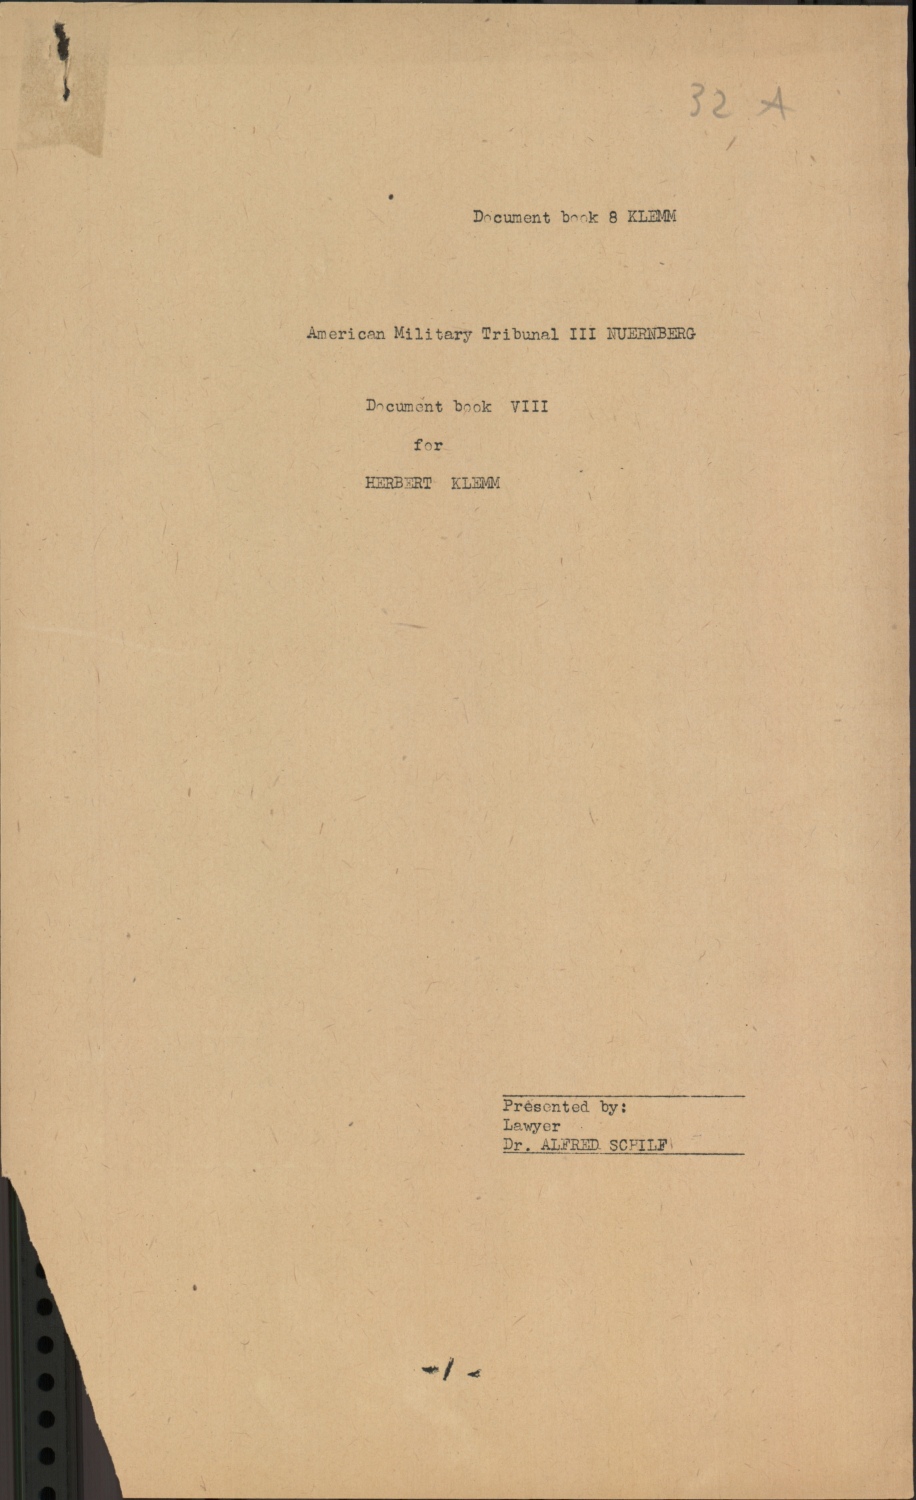 32 A
Document book 8 KLEMM
American Military Tribunal III NUERNBERG
Document book VIII
for
HERBERT KLEMM
Presented by:
Lawyer
Dr. ALFRED SCHILF
-1-